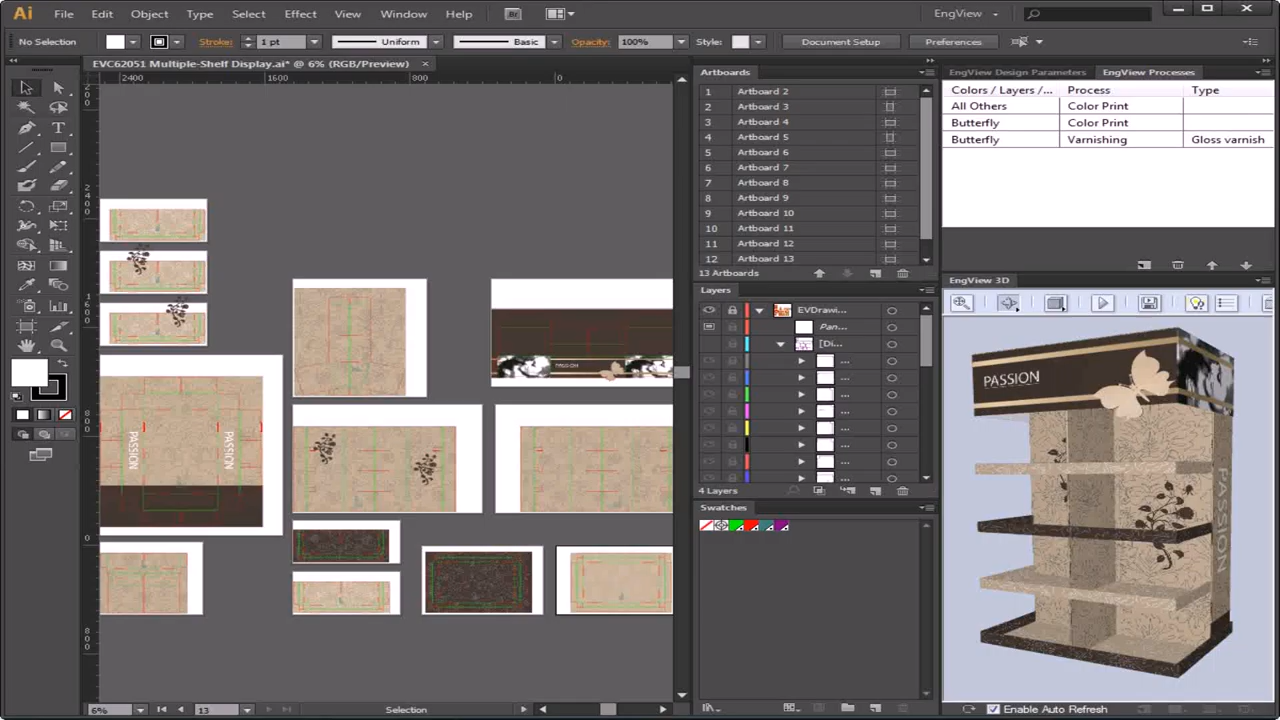 Ai File Edit Object Type Select Effect View Window Help Br EngView
No Selection Stroke: 1 pt Uniform Basic Opacity: 100% Style: Document Setup Preferences
EVC62051 Multiple-Shelf Display.ai* @ 6% (RGB/Preview)
2400 1600 800 0
Artboards
1 Artboard 2
2 Artboard 3
3 Artboard 4
4 Artboard 5
5 Artboard 6
6 Artboard 7
7 Artboard 8
8 Artboard 9
9 Artboard 10
10 Artboard 11
11 Artboard 12
12 Artboard 13
13 Artboards
Layers
EVDrawi...
Pan...
[Di...
...
...
...
...
...
...
...
4 Layers
Swatches
EngView Design Parameters EngView Processes
Colors / Layers /... Process Type
All Others Color Print
Butterfly Color Print
Butterfly Varnishing Gloss varnish
EngView 3D
PASSION
PASSION
PASSION
PASSION
PASSION
6% 13 Selection
Enable Auto Refresh